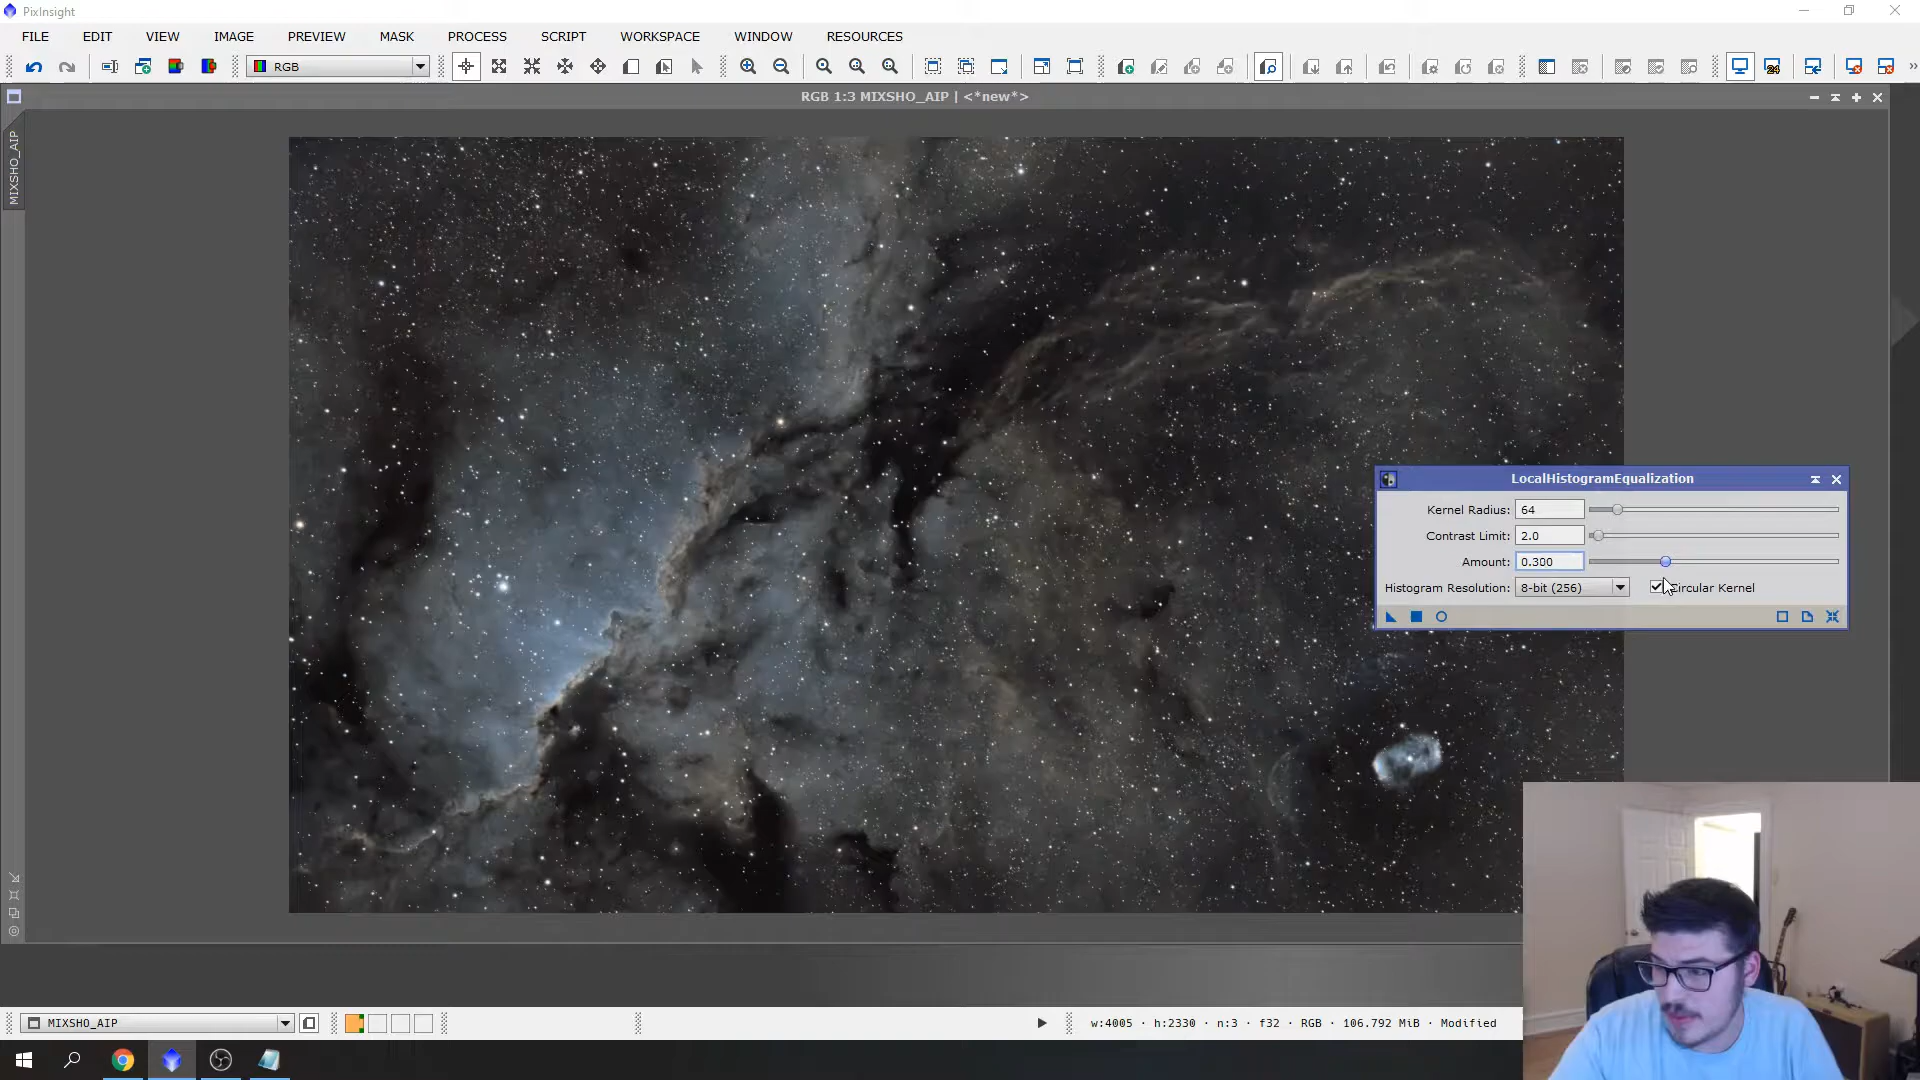 PixInsight
FILE EDIT VIEW IMAGE PREVIEW MASK PROCESS SCRIPT WORKSPACE WINDOW RESOURCES
RGB
24
RGB 1:3 MIXSHO_AIP | <*new*>
MIXSHO_AIP
LocalHistogramEqualization
Kernel Radius: 64
Contrast Limit: 2.0
Amount: 0.300
Histogram Resolution: 8-bit (256) Circular Kernel
MIXSHO_AIP
w:4005 · h:2330 · n:3 · f32 · RGB · 106.792 MiB · Modified